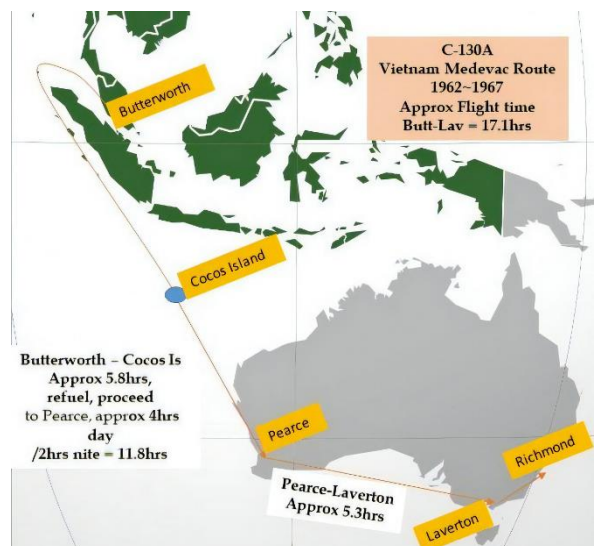 C-130A
Vietnam Medevac Route
1962~1967
Approx Flight time
Butt-Lav = 17.1hrs
Butterworth
Cocos Island
Butterworth – Cocos Is
Approx 5.8hrs,
refuel, proceed
to Pearce, approx 4hrs
day
/2hrs nite = 11.8hrs
Pearce
Richmond
Pearce-Laverton
Approx 5.3hrs
Laverton